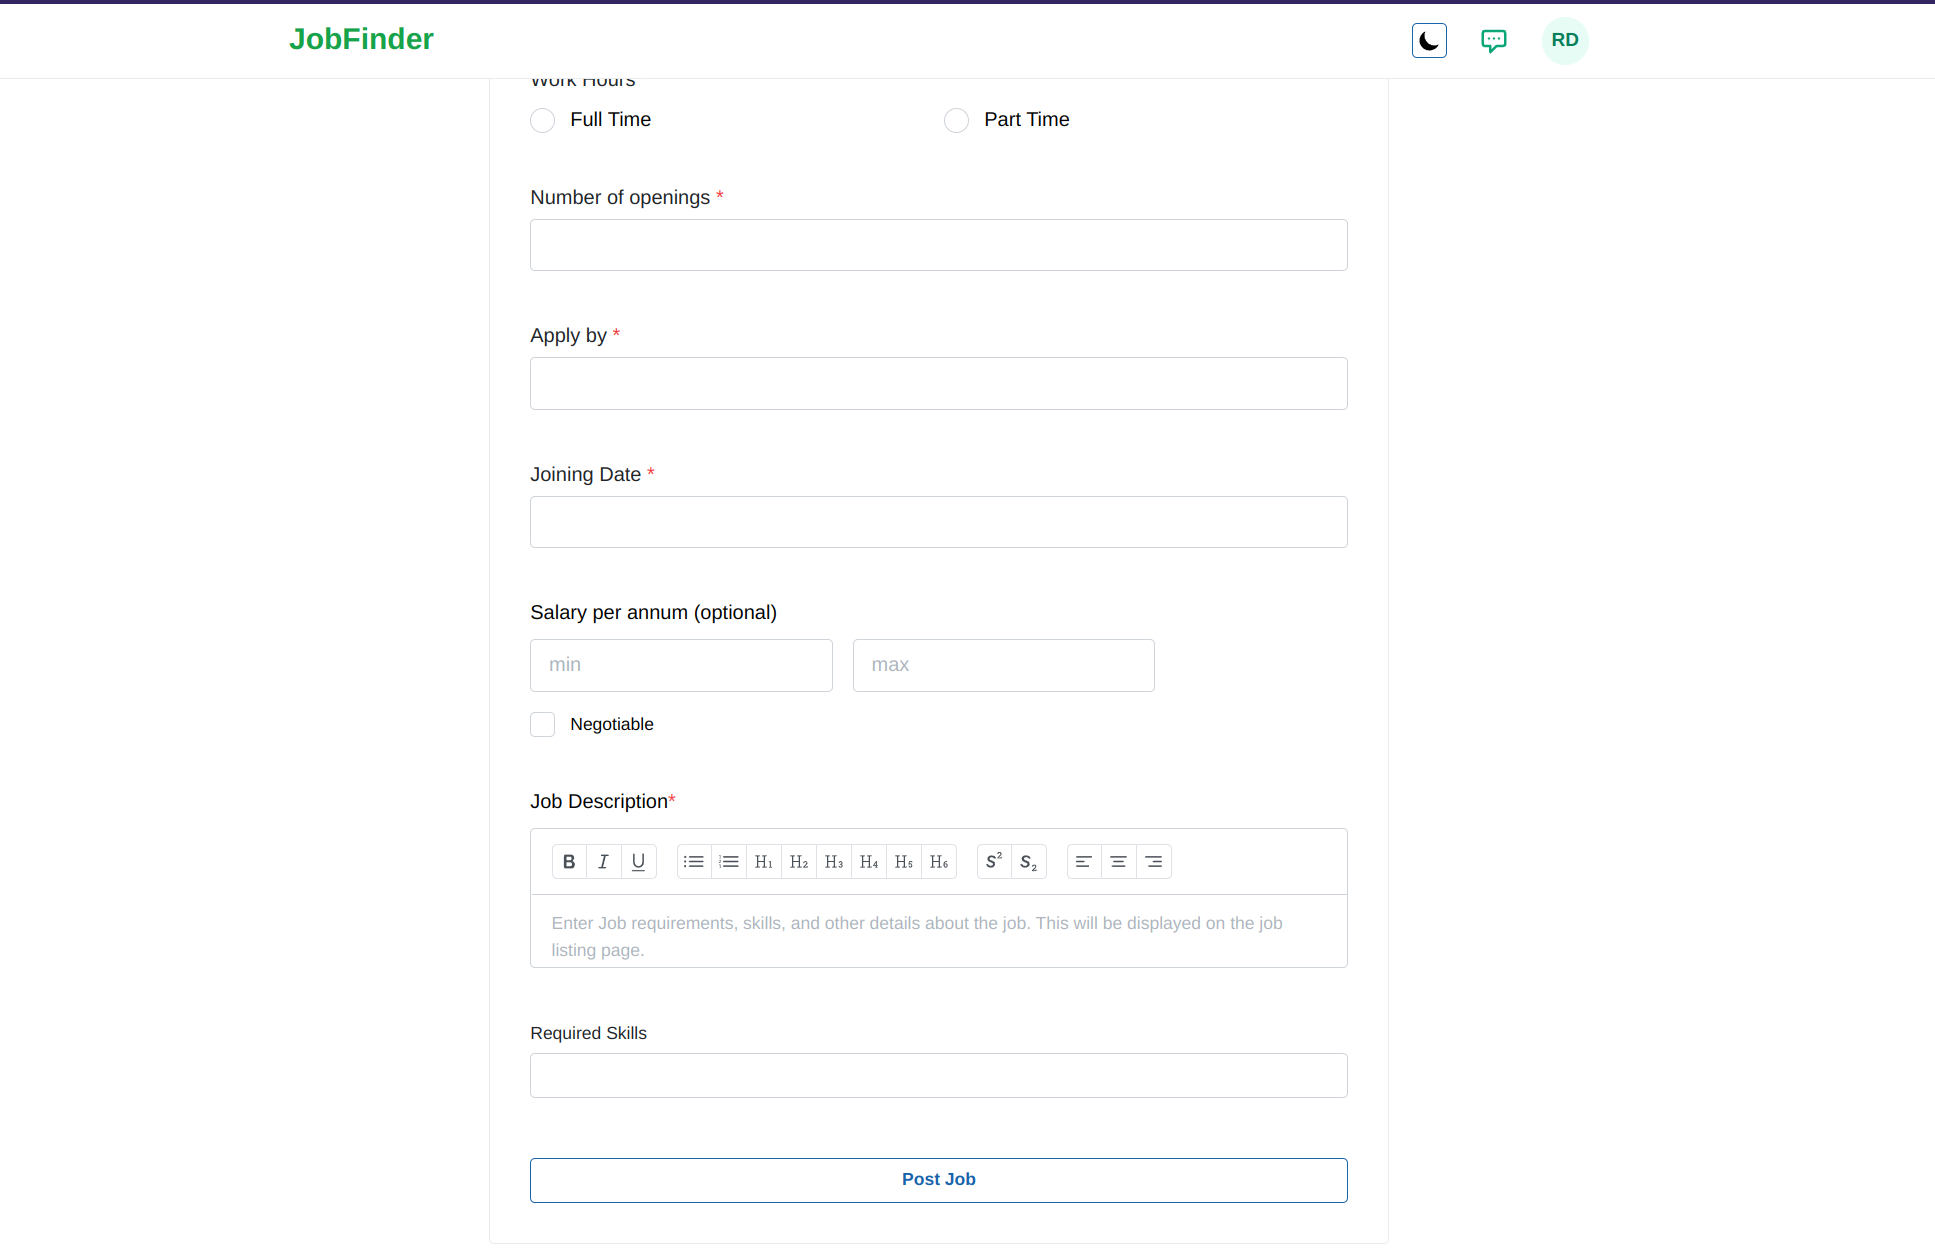 JobFinder
RD
Work Hours
Full Time
Part Time
Number of openings *
Apply by *
Joining Date *
Salary per annum (optional)
min
max
Negotiable
Job Description*
B I U H1 H2 H3 H4 H5 H6 S2 S2
Enter Job requirements, skills, and other details about the job. This will be displayed on the job
listing page.
Required Skills
Post Job